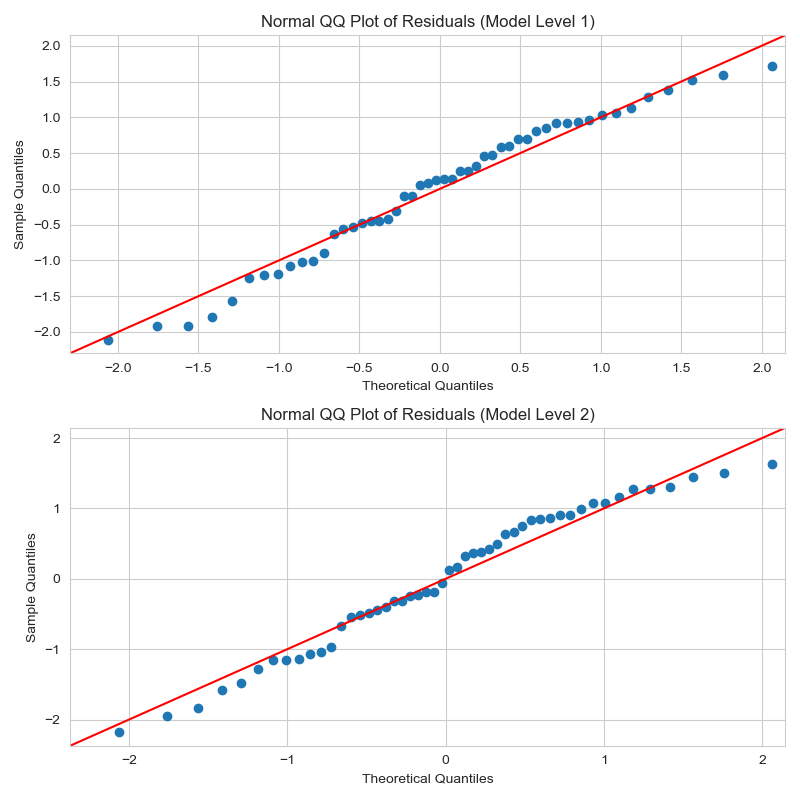 Normal QQ Plot of Residuals (Model Level 1)
2.0
1.5
1.0
0.5
0.0
−0.5
−1.0
−1.5
−2.0
Sample Quantiles
−2.0 −1.5 −1.0 −0.5 0.0 0.5 1.0 1.5 2.0
Theoretical Quantiles
Normal QQ Plot of Residuals (Model Level 2)
2
1
0
−1
−2
Sample Quantiles
−2 −1 0 1 2
Theoretical Quantiles